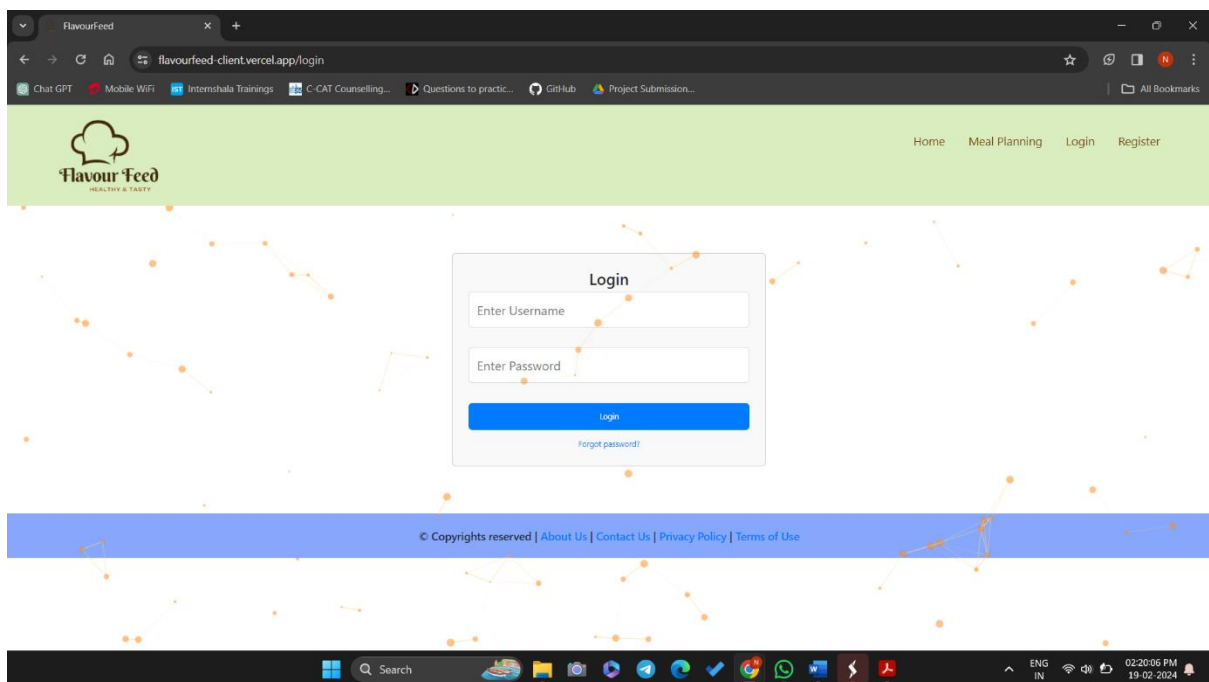 FlavourFeed
flavourfeed-client.vercel.app/login
N
Chat GPT Mobile WiFi IST Internshala Trainings C-CAT Counselling... Questions to practic... GitHub Project Submission... All Bookmarks
Flavour Feed
HEALTHY & TASTY
Home Meal Planning Login Register
Login
Enter Username
Enter Password
Login
Forgot password?
© Copyrights reserved | About Us | Contact Us | Privacy Policy | Terms of Use
Search
ENG
IN
02:20:06 PM
19-02-2024